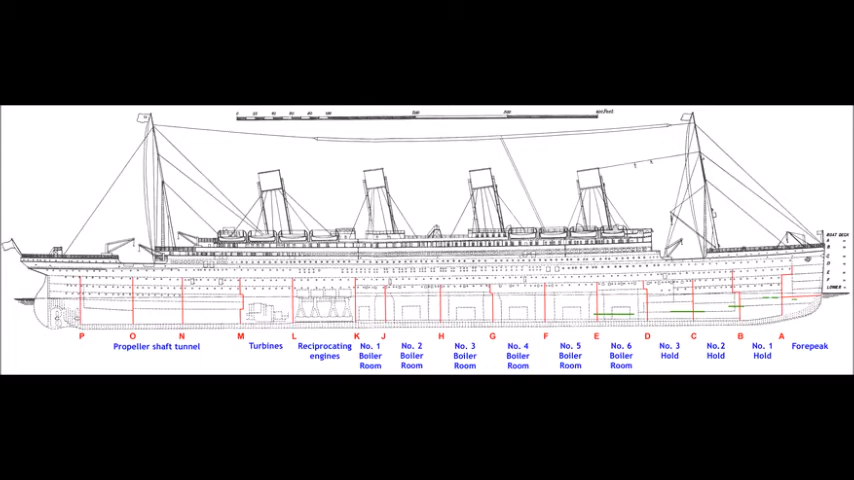 BOAT DECK
A "
B "
C "
D "
E "
F "
LOWER "
P O N M L K J H G F E D C B A
Propeller shaft tunnel
Turbines
Reciprocating
engines
No. 1
Boiler
Room
No. 2
Boiler
Room
No. 3
Boiler
Room
No. 4
Boiler
Room
No. 5
Boiler
Room
No. 6
Boiler
Room
No. 3
Hold
No.2
Hold
No. 1
Hold
Forepeak